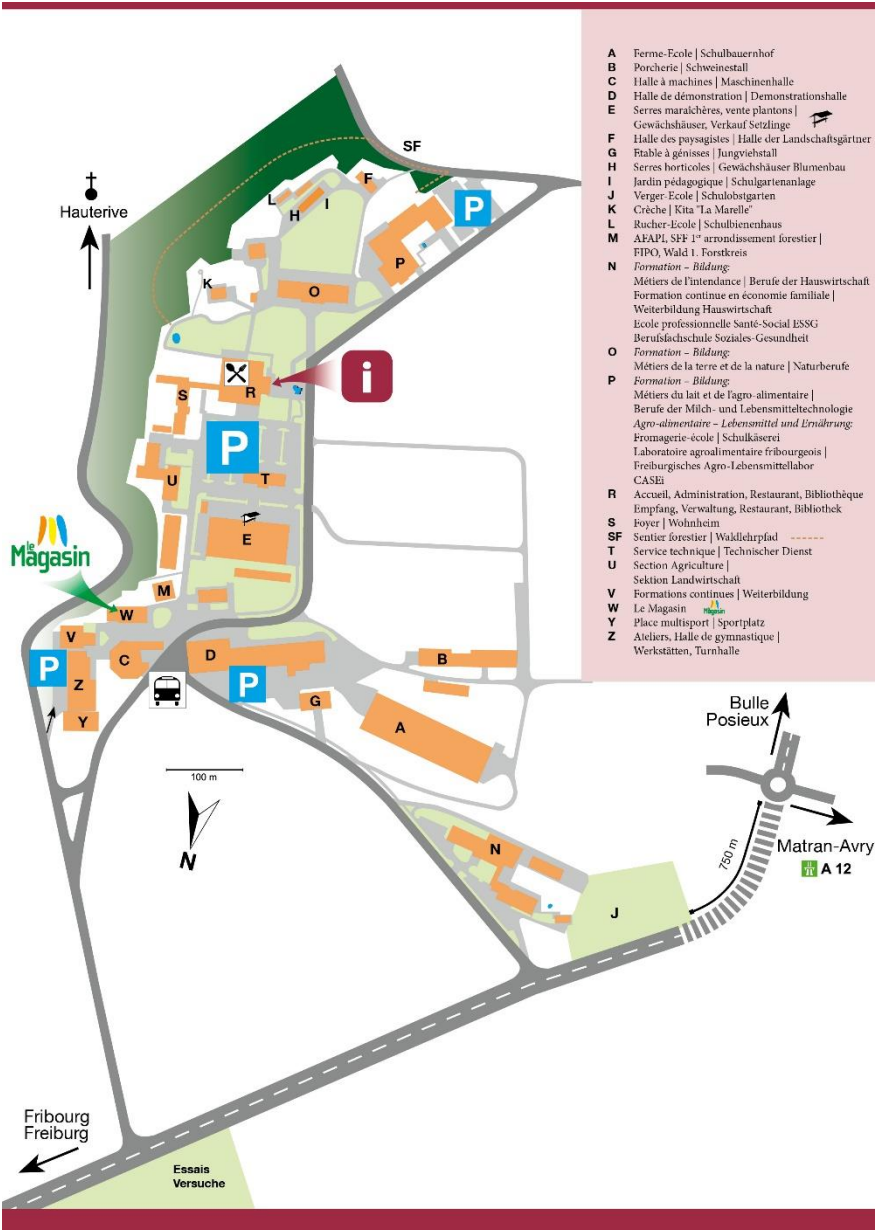 A Ferme-Ecole | Schulbauernhof
B Porcherie | Schweinestall
C Halle à machines | Maschinenhalle
D Halle de démonstration | Demonstrationshalle
E Serres maraîchères, vente plantons |
Gewächshäuser, Verkauf Setzlinge
F Halle des paysagistes | Halle der Landschaftsgärtner
G Etable à génisses | Jungviehstall
H Serres horticoles | Gewächshäuser Blumenbau
I Jardin pédagogique | Schulgartenanlage
J Verger-Ecole | Schulobstgarten
K Crèche | Kita "La Marelle"
L Rucher-Ecole | Schulbienenhaus
M AFAPI, SFF 1er arrondissement forestier |
FIPO, Wald 1. Forstkreis
N Formation – Bildung:
Métiers de l'intendance | Berufe der Hauswirtschaft
Formation continue en économie familiale |
Weiterbildung Hauswirtschaft
Ecole professionnelle Santé-Social ESSG
Berufsfachschule Soziales-Gesundheit
O Formation – Bildung:
Métiers de la terre et de la nature | Naturberufe
P Formation – Bildung:
Métiers du lait et de l'agro-alimentaire |
Berufe der Milch- und Lebensmitteltechnologie
Agro-alimentaire – Lebensmittel und Ernährung:
Fromagerie-école | Schulkäserei
Laboratoire agroalimentaire fribourgeois |
Freiburgisches Agro-Lebensmittellabor
CASEi
R Accueil, Administration, Restaurant, Bibliothèque
Empfang, Verwaltung, Restaurant, Bibliothek
S Foyer | Wohnheim
SF Sentier forestier | Waldlehrpfad
T Service technique | Technischer Dienst
U Section Agriculture |
Sektion Landwirtschaft
V Formations continues | Weiterbildung
W Le Magasin
Y Place multisport | Sportplatz
Z Ateliers, Halle de gymnastique |
Werkstätten, Turnhalle
SF
Hauterive
F
L
I
H
P
P
K
O
i
R
S
P
U
T
E
le
Magasin
M
W
V
C
D
B
P
Z
P
G
Y
A
100 m
N
Bulle
Posieux
Matran-Avry
A 12
750 m
N
J
Fribourg
Freiburg
Essais
Versuche